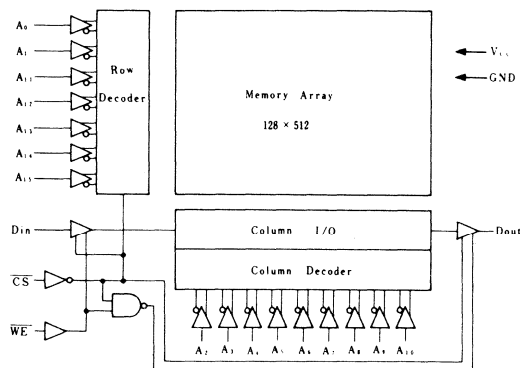 A0
A1
A11
A12
A13
A14
A15
Row
Decoder
Memory Array
128 × 512
VCC
GND
Din
Column I/O
Dout
Column Decoder
CS
WE
A2 A3 A4 A5 A6 A7 A8 A9 A10